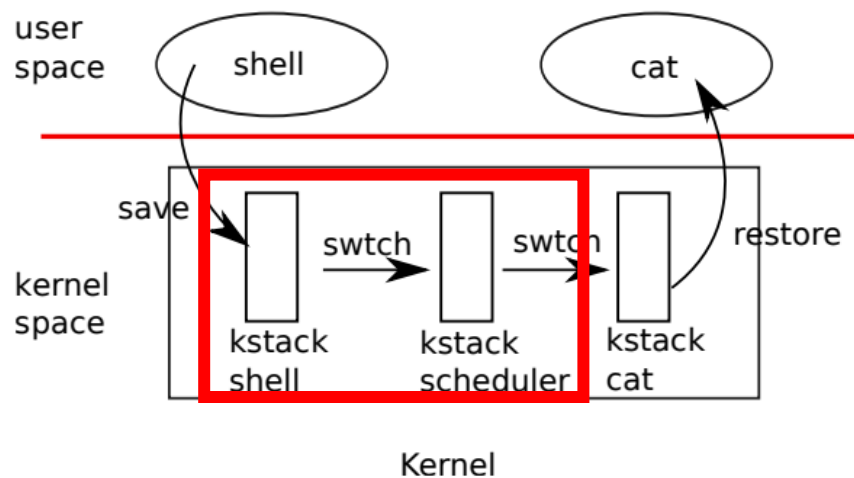 user
space
shell
cat
save
swtch
swtch
restore
kernel
space
kstack
shell
kstack
scheduler
kstack
cat
Kernel